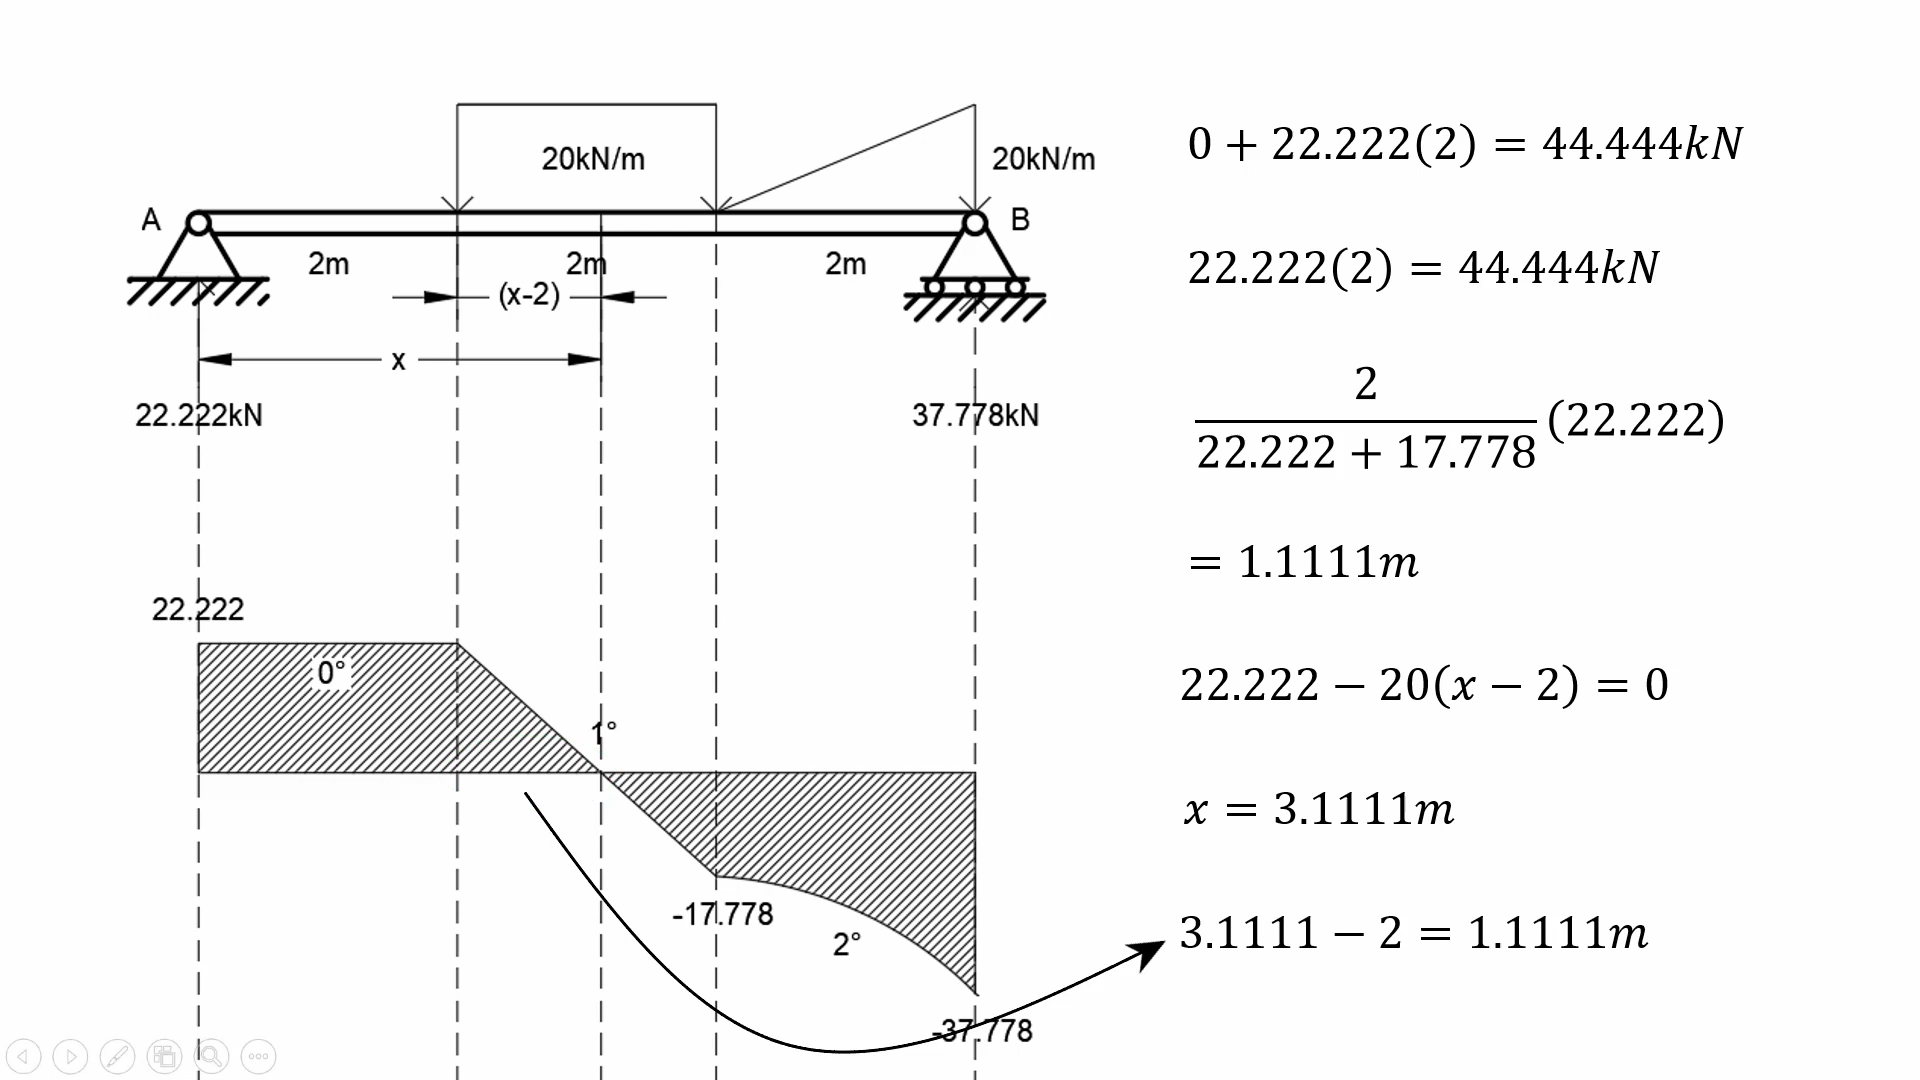 20kN/m
20kN/m
A
B
2m
2m
2m
(x-2)
x
22.222kN
37.778kN
22.222
0°
1°
-17.778
2°
-37.778
0 + 22.222(2) = 44.444kN
22.222(2) = 44.444kN
2
22.222 + 17.778
(22.222)
= 1.1111m
22.222 − 20(x − 2) = 0
x = 3.1111m
3.1111 − 2 = 1.1111m